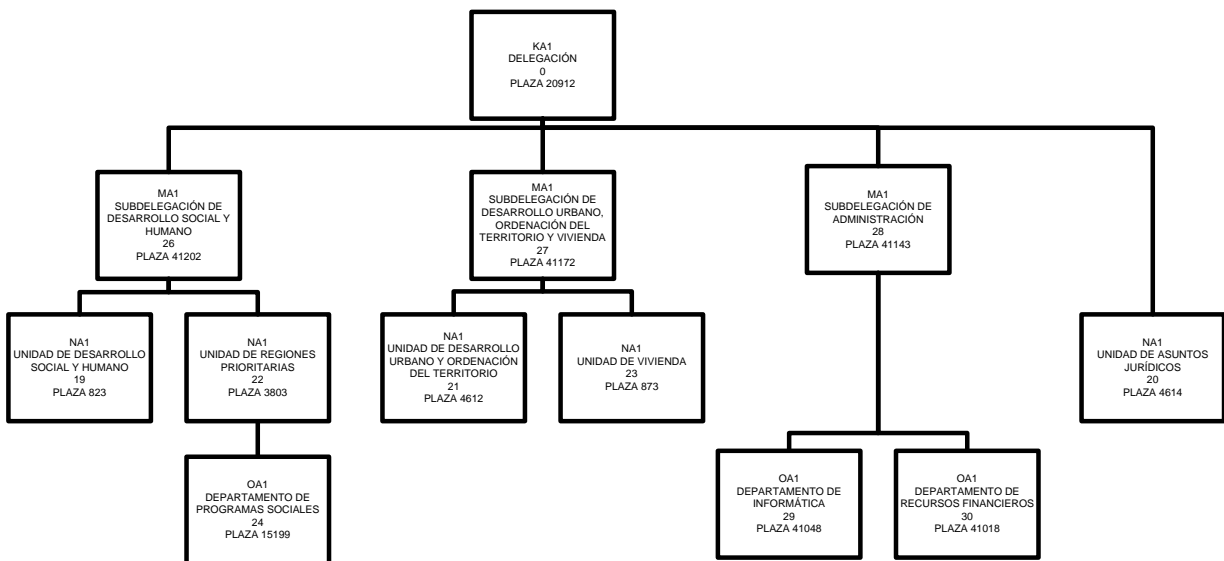 KA1
DELEGACIÓN
0
PLAZA 20912
MA1
SUBDELEGACIÓN DE
DESARROLLO SOCIAL Y
HUMANO
26
PLAZA 41202
MA1
SUBDELEGACIÓN DE
DESARROLLO URBANO,
ORDENACIÓN DEL
TERRITORIO Y VIVIENDA
27
PLAZA 41172
MA1
SUBDELEGACIÓN DE
ADMINISTRACIÓN
28
PLAZA 41143
NA1
UNIDAD DE DESARROLLO
SOCIAL Y HUMANO
19
PLAZA 823
NA1
UNIDAD DE REGIONES
PRIORITARIAS
22
PLAZA 3803
NA1
UNIDAD DE DESARROLLO
URBANO Y ORDENACIÓN
DEL TERRITORIO
21
PLAZA 4612
NA1
UNIDAD DE VIVIENDA
23
PLAZA 873
NA1
UNIDAD DE ASUNTOS
JURÍDICOS
20
PLAZA 4614
OA1
DEPARTAMENTO DE
PROGRAMAS SOCIALES
24
PLAZA 15199
OA1
DEPARTAMENTO DE
INFORMÁTICA
29
PLAZA 41048
OA1
DEPARTAMENTO DE
RECURSOS FINANCIEROS
30
PLAZA 41018